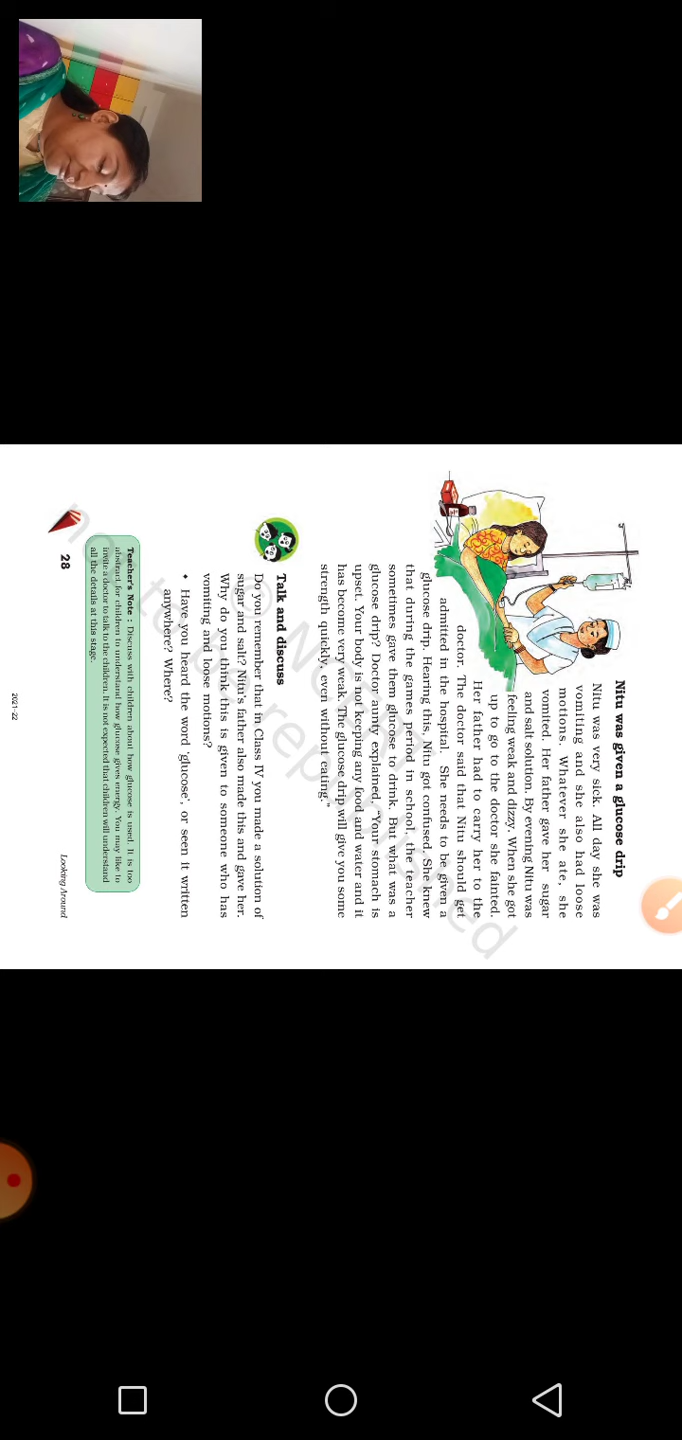 Nitu was given a glucose drip
Nitu was very sick. All day she was
vomiting and she also had loose
motions. Whatever she ate, she
vomited. Her father gave her sugar
and salt solution. By evening Nitu was
feeling weak and dizzy. When she got
up to go to the doctor she fainted.
Her father had to carry her to the
doctor. The doctor said that Nitu should get
admitted in the hospital. She needs to be given a
glucose drip. Hearing this, Nitu got confused. She knew
that during the games period in school, the teacher
sometimes gave them glucose to drink. But what was a
glucose drip? Doctor aunty explained, “Your stomach is
upset. Your body is not keeping any food and water and it
has become very weak. The glucose drip will give you some
strength quickly, even without eating.”
Talk and discuss
Do you remember that in Class IV you made a solution of
sugar and salt? Nitu's father also made this and gave her.
Why do you think this is given to someone who has
vomiting and loose motions?
• Have you heard the word 'glucose', or seen it written
anywhere? Where?
Teacher's Note : Discuss with children about how glucose is used. It is too
abstract for children to understand how glucose gives energy. You may like to
invite a doctor to talk to the children. It is not expected that children will understand
all the details at this stage.
28
Looking Around
2021-22